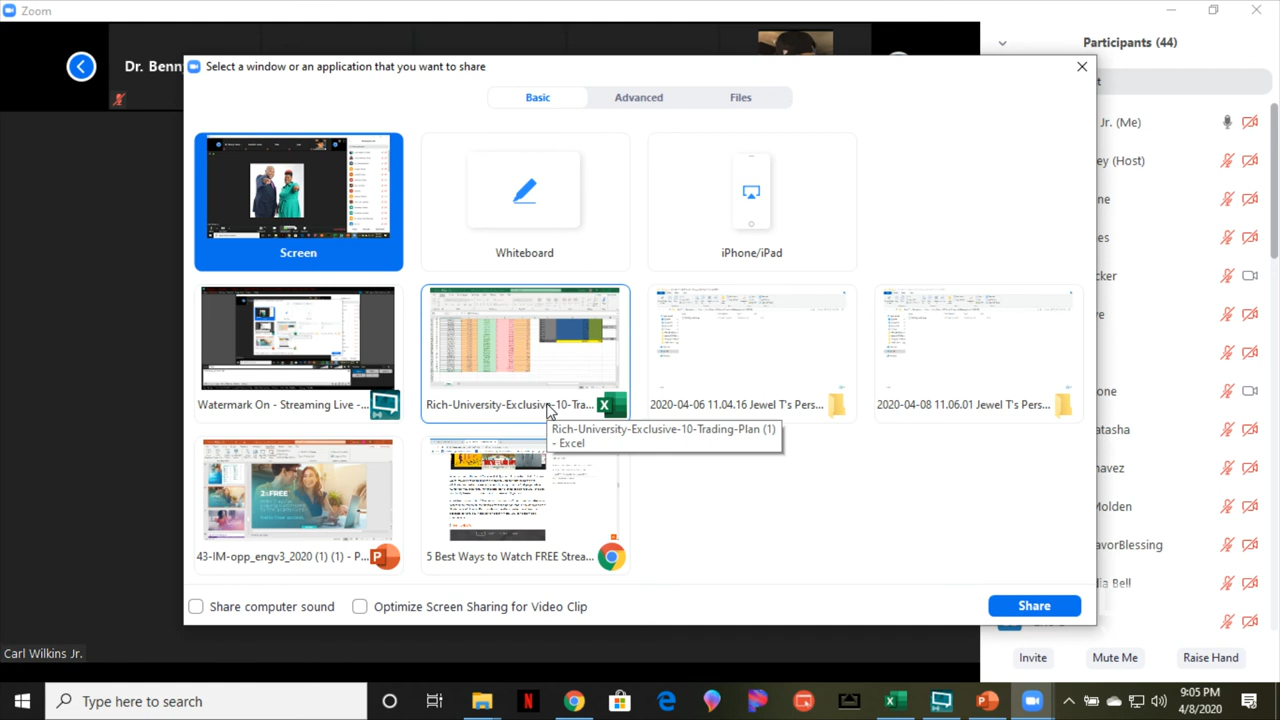 Zoom
Dr. Benny
Select a window or an application that you want to share
Basic
Advanced
Files
Screen
Whiteboard
iPhone/iPad
Watermark On - Streaming Live -...
Rich-University-Exclusive-10-Tra...
2020-04-06 11.04.16 Jewel T's Pers...
2020-04-08 11.06.01 Jewel T's Pers...
Rich-University-Exclusive-10-Trading-Plan (1)
- Excel
2 FREE
43-IM-opp_engv3_2020 (1) (1) - P...
5 Best Ways to Watch FREE Strea...
Share computer sound
Optimize Screen Sharing for Video Clip
Share
Carl Wilkins Jr.
Participants (44)
t
Jr. (Me)
ey (Host)
ne
es
cker
one
atasha
havez
Molden
avorBlessing
lia Bell
Invite
Mute Me
Raise Hand
Type here to search
9:05 PM
4/8/2020